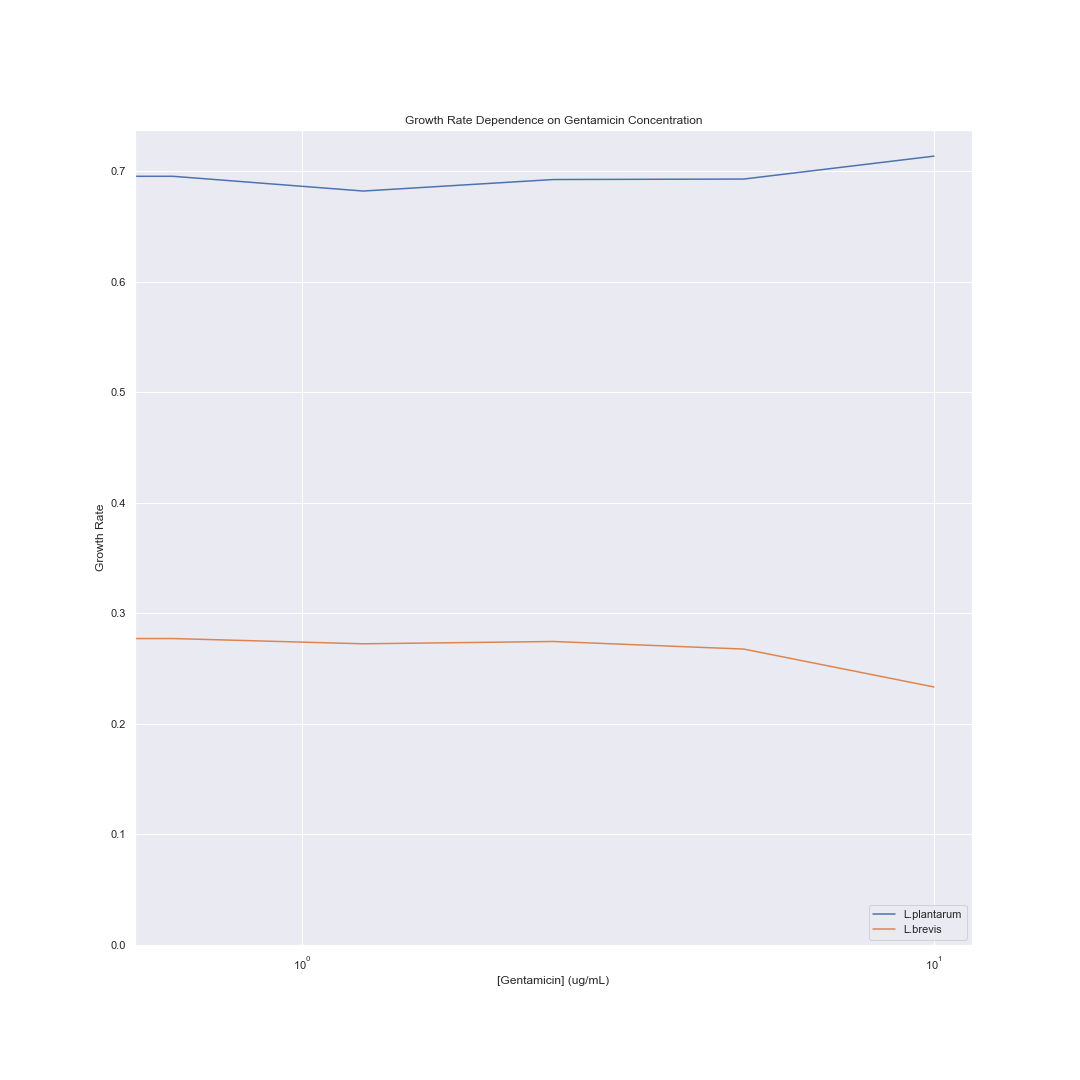 Growth Rate Dependence on Gentamicin Concentration
0.7
0.6
0.5
0.4
0.3
0.2
0.1
0.0
Growth Rate
10⁰
10¹
[Gentamicin] (ug/mL)
L.plantarum
L.brevis